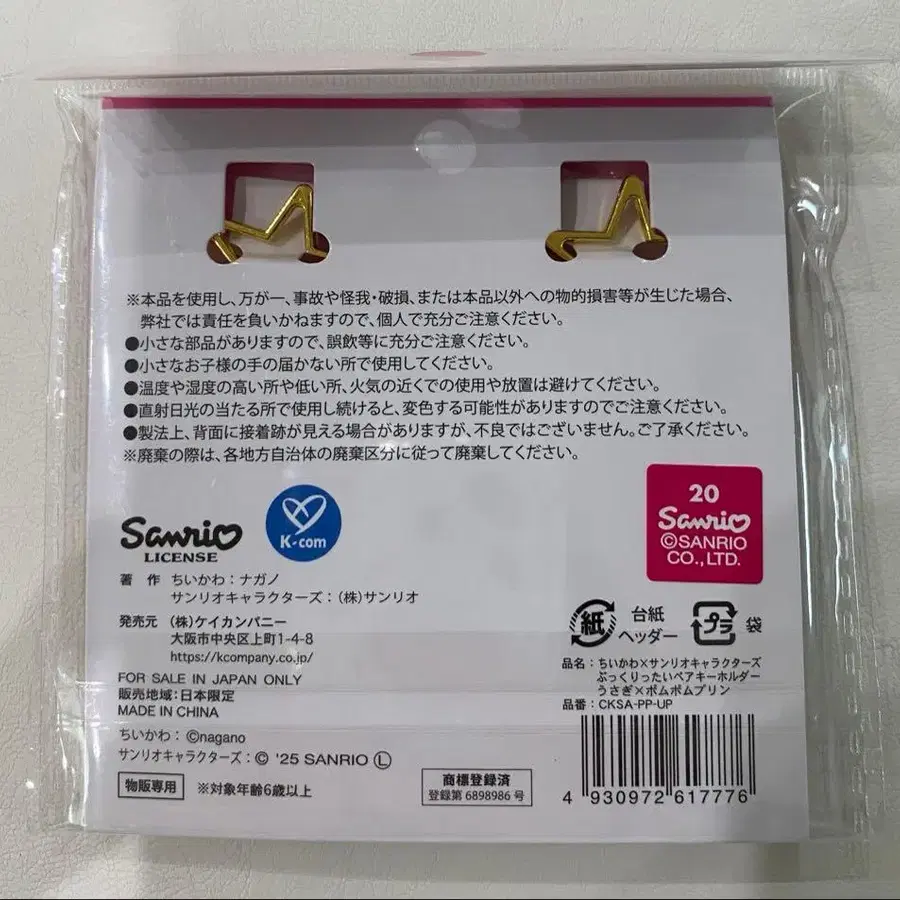 ※本品を使用し、万が一、事故や怪我・破損、または本品以外への物的損害等が生じた場合、
弊社では責任を負いかねますので、個人で充分ご注意ください。
●小さな部品がありますので、誤飲等に充分ご注意ください。
●小さなお子様の手の届かない所で使用してください。
●温度や湿度の高い所や低い所、火気の近くでの使用や放置は避けてください。
●直射日光の当たる所で使用し続けると、変色する可能性がありますのでご注意ください。
●製法上、背面に接着跡が見える場合がありますが、不良ではございません。ご了承ください。
※廃棄の際は、各地方自治体の廃棄区分に従って廃棄してください。
Sanrio
LICENSE
K-com
20
Sanrio
©SANRIO
CO., LTD.
著 作 ちいかわ：ナガノ
サンリオキャラクターズ：(株)サンリオ
発売元 (株)ケイカンパニー
大阪市中央区上町1-4-8
https://kcompany.co.jp/
FOR SALE IN JAPAN ONLY
販売地域：日本限定
MADE IN CHINA
ちいかわ：©nagano
サンリオキャラクターズ：© '25 SANRIO Ⓛ
物販専用
※対象年齢6歳以上
商標登録済
登録第 6898986 号
紙
台紙
ヘッダー
プラ
袋
品名：ちいかわ×サンリオキャラクターズ
ぷっくりったいペアキーホルダー
うさぎ×ポムポムプリン
品番：CKSA-PP-UP
4 930972 617776